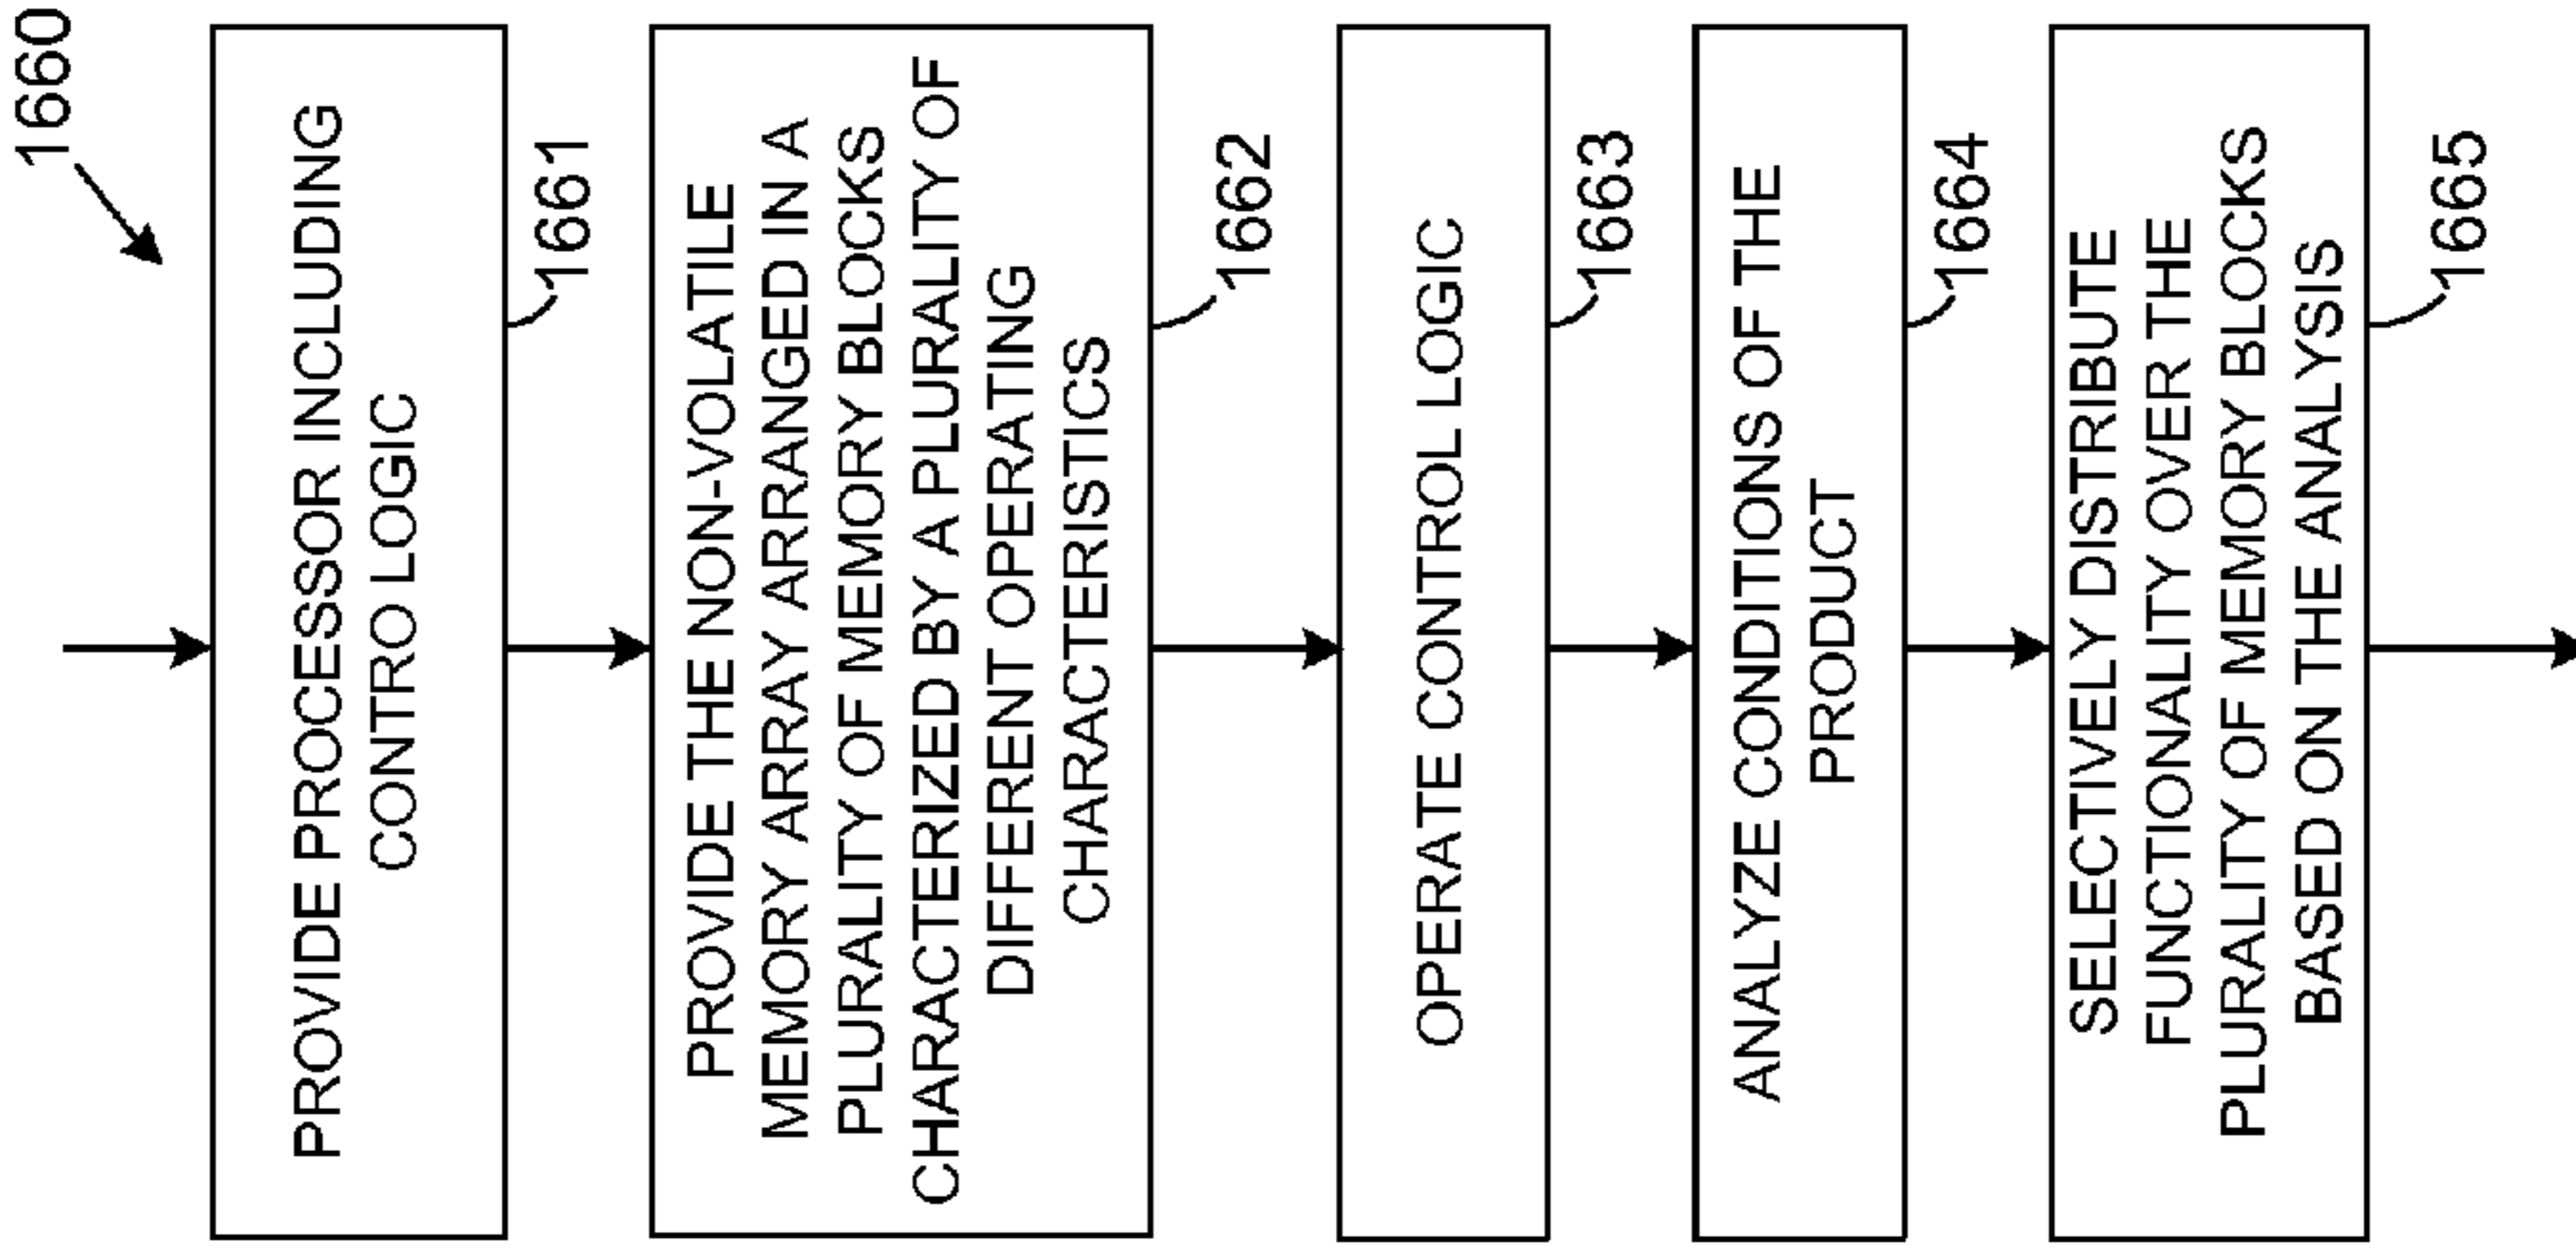 1660
PROVIDE PROCESSOR INCLUDING
CONTRO LOGIC
1661
PROVIDE THE NON-VOLATILE
MEMORY ARRAY ARRANGED IN A
PLURALITY OF MEMORY BLOCKS
CHARACTERIZED BY A PLURALITY OF
DIFFERENT OPERATING
CHARACTERISTICS
1662
OPERATE CONTROL LOGIC
1663
ANALYZE CONDITIONS OF THE
PRODUCT
1664
SELECTIVELY DISTRIBUTE
FUNCTIONALITY OVER THE
PLURALITY OF MEMORY BLOCKS
BASED ON THE ANALYSIS
1665